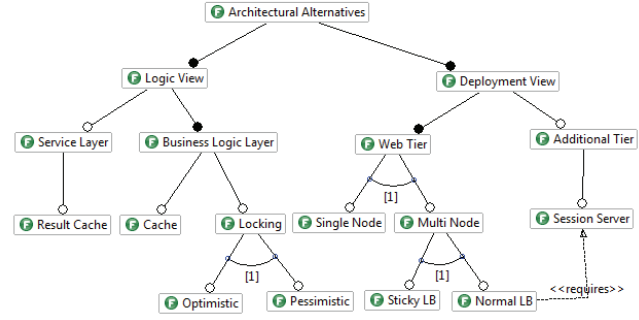 F Architectural Alternatives
F Logic View
F Deployment View
F Service Layer
F Business Logic Layer
F Web Tier
F Additional Tier
[1]
F Result Cache
F Cache
F Locking
F Single Node
F Multi Node
F Session Server
[1]
[1]
<<requires>>
F Optimistic
F Pessimistic
F Sticky LB
F Normal LB